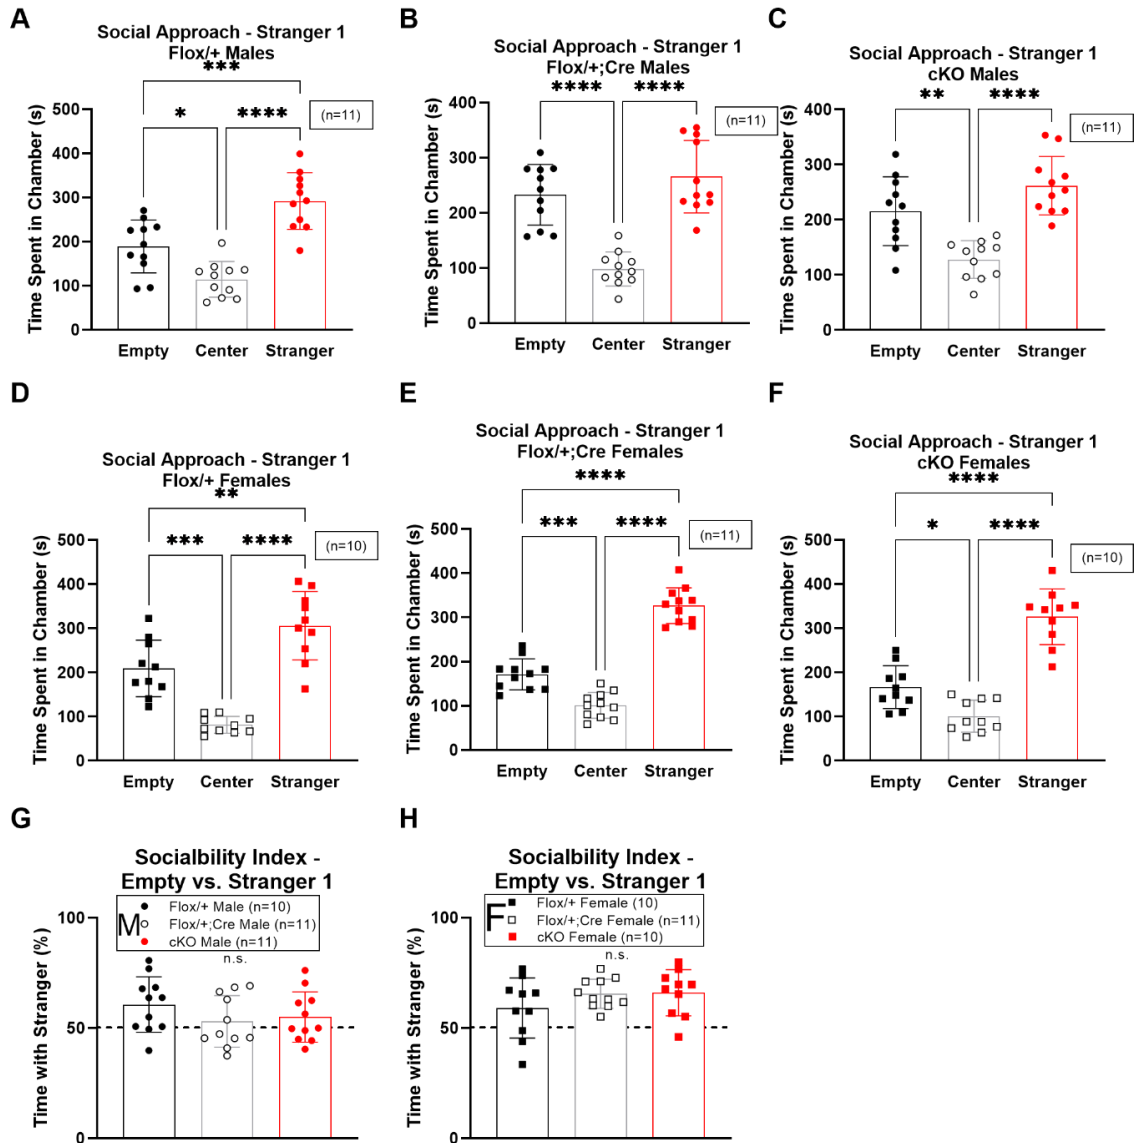 A
Social Approach - Stranger 1
Flox/+ Males
***
*
****
(n=11)
Time Spent in Chamber (s)
500
400
300
200
100
0
Empty
Center
Stranger
B
Social Approach - Stranger 1
Flox/+;Cre Males
****
****
(n=11)
Time Spent in Chamber (s)
400
300
200
100
0
Empty
Center
Stranger
C
Social Approach - Stranger 1
cKO Males
**
****
(n=11)
Time Spent in Chamber (s)
400
300
200
100
0
Empty
Center
Stranger
D
Social Approach - Stranger 1
Flox/+ Females
**
***
****
(n=10)
Time Spent in Chamber (s)
500
400
300
200
100
0
Empty
Center
Stranger
E
Social Approach - Stranger 1
Flox/+;Cre Females
****
***
****
(n=11)
Time Spent in Chamber (s)
500
400
300
200
100
0
Empty
Center
Stranger
F
Social Approach - Stranger 1
cKO Females
****
*
****
(n=10)
Time Spent in Chamber (s)
500
400
300
200
100
0
Empty
Center
Stranger
G
Socialbility Index -
Empty vs. Stranger 1
M
Flox/+ Male (n=10)
Flox/+;Cre Male (n=11)
cKO Male (n=11)
n.s.
Time with Stranger (%)
100
50
0
H
Socialbility Index -
Empty vs. Stranger 1
F
Flox/+ Female (10)
Flox/+;Cre Female (n=11)
cKO Female (n=10)
n.s.
Time with Stranger (%)
100
50
0